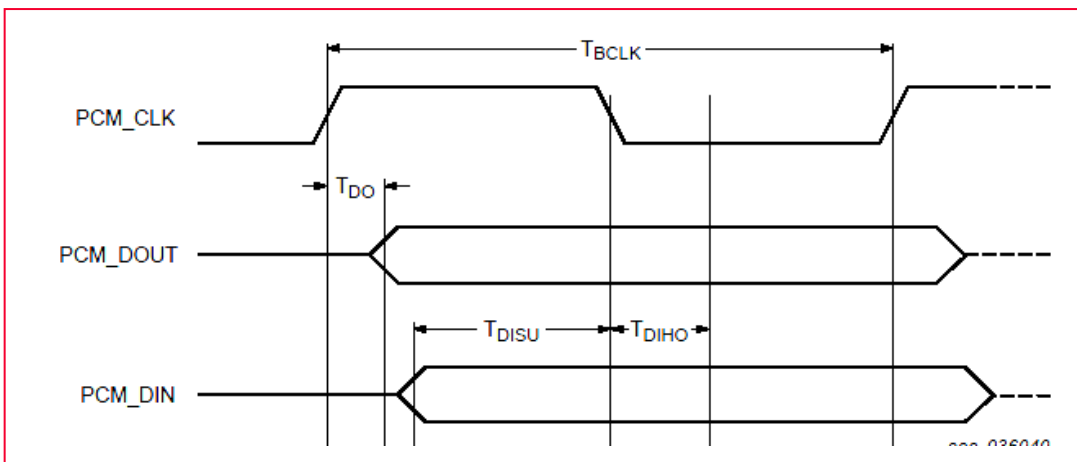 TBCLK
PCM_CLK
TDO
PCM_DOUT
TDISU
TDIHO
PCM_DIN